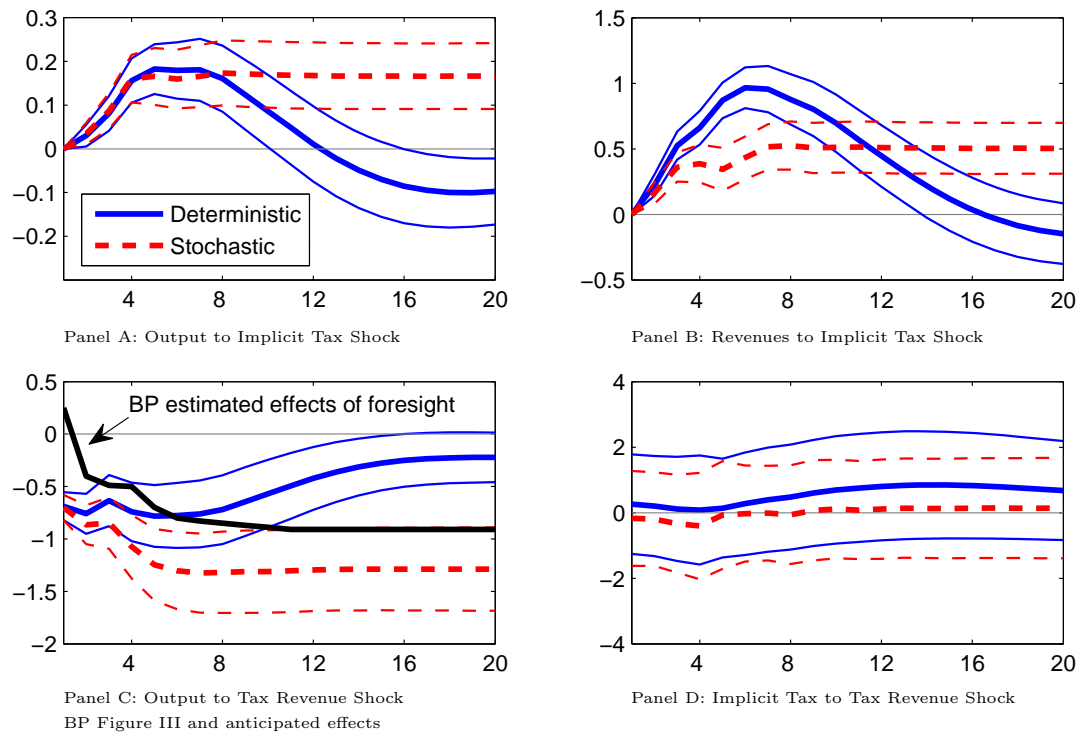 0.3
0.2
0.1
0
−0.1
−0.2
Deterministic
Stochastic
4 8 12 16 20
Panel A: Output to Implicit Tax Shock
1.5
1
0.5
0
−0.5
4 8 12 16 20
Panel B: Revenues to Implicit Tax Shock
0.5
0
−0.5
−1
−1.5
−2
BP estimated effects of foresight
4 8 12 16 20
Panel C: Output to Tax Revenue Shock
BP Figure III and anticipated effects
4
2
0
−2
−4
4 8 12 16 20
Panel D: Implicit Tax to Tax Revenue Shock